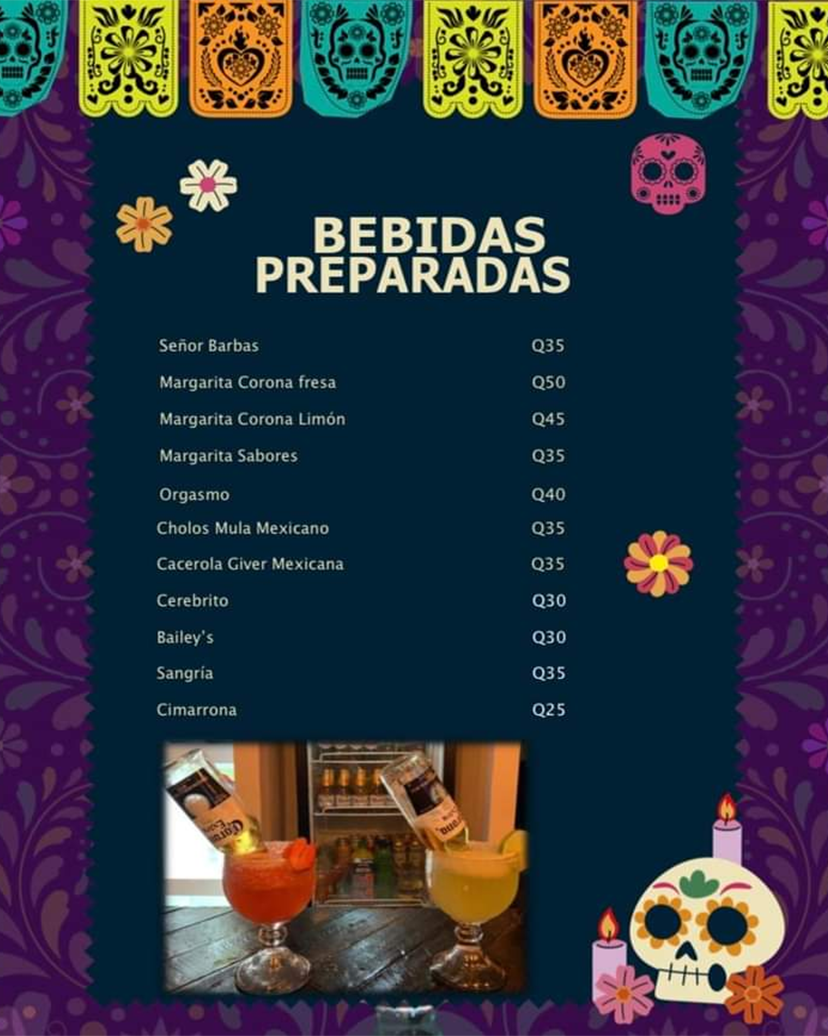 BEBIDAS
PREPARADAS
Señor Barbas Q35
Margarita Corona fresa Q50
Margarita Corona Limón Q45
Margarita Sabores Q35
Orgasmo Q40
Cholos Mula Mexicano Q35
Cacerola Giver Mexicana Q35
Cerebrito Q30
Bailey's Q30
Sangría Q35
Cimarrona Q25
Corona